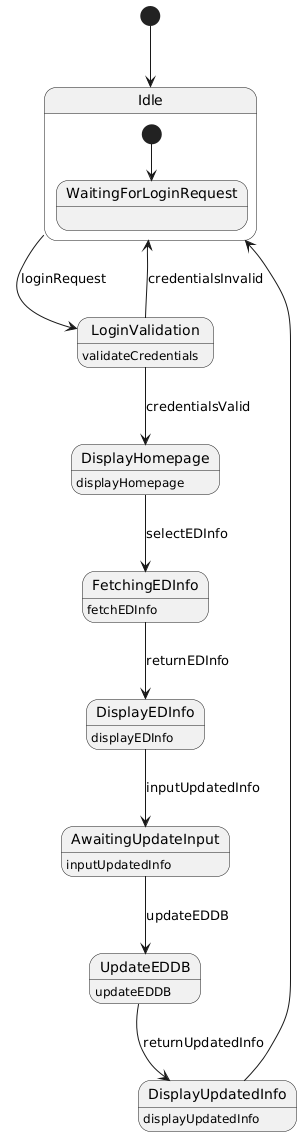 Idle
WaitingForLoginRequest
loginRequest
credentialsInvalid
LoginValidation
validateCredentials
credentialsValid
DisplayHomepage
displayHomepage
selectEDInfo
FetchingEDInfo
fetchEDInfo
returnEDInfo
DisplayEDInfo
displayEDInfo
inputUpdatedInfo
AwaitingUpdateInput
inputUpdatedInfo
updateEDDB
UpdateEDDB
updateEDDB
returnUpdatedInfo
DisplayUpdatedInfo
displayUpdatedInfo